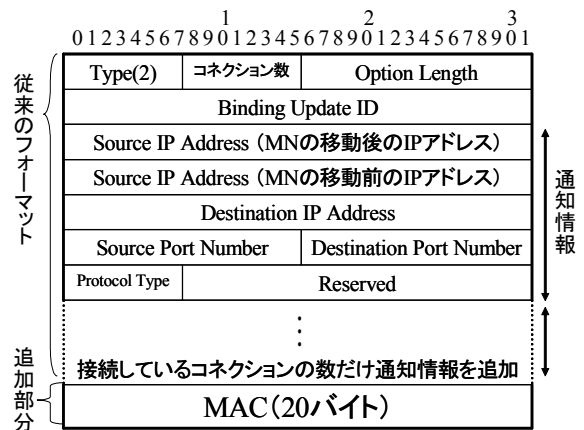 1 2 3
0 1 2 3 4 5 6 7 8 9 0 1 2 3 4 5 6 7 8 9 0 1 2 3 4 5 6 7 8 9 0 1
従来のフォーマット
Type(2) コネクション数 Option Length
Binding Update ID
Source IP Address（MNの移動後のIPアドレス）
Source IP Address（MNの移動前のIPアドレス）
Destination IP Address
Source Port Number Destination Port Number
Protocol Type Reserved
通知情報
⋮
接続しているコネクションの数だけ通知情報を追加
追加部分
MAC(20バイト)